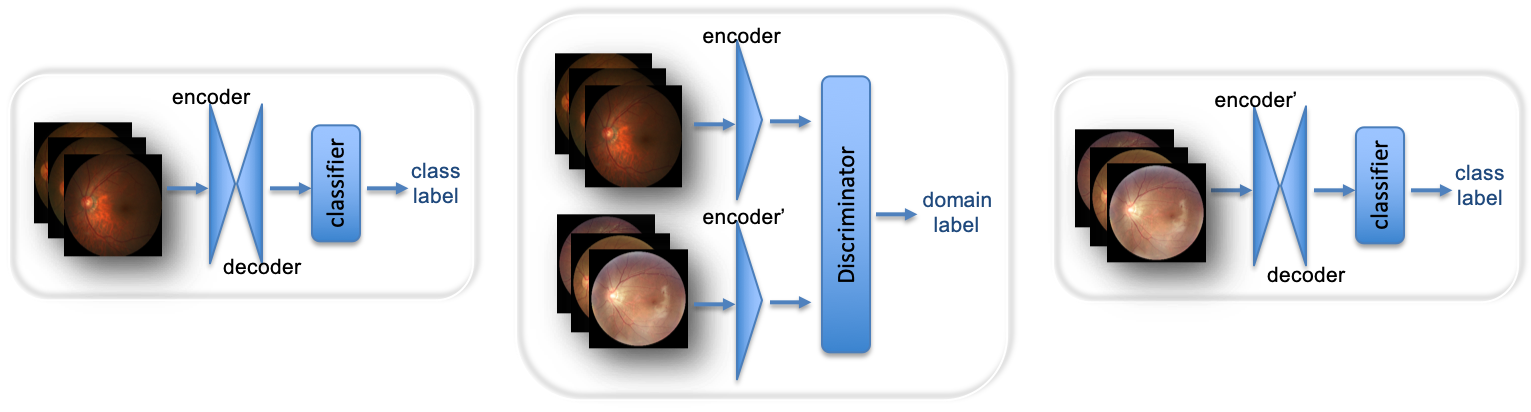 encoder
decoder
classifier
class
label
encoder
encoder'
Discriminator
domain
label
encoder’
decoder
classifier
class
label